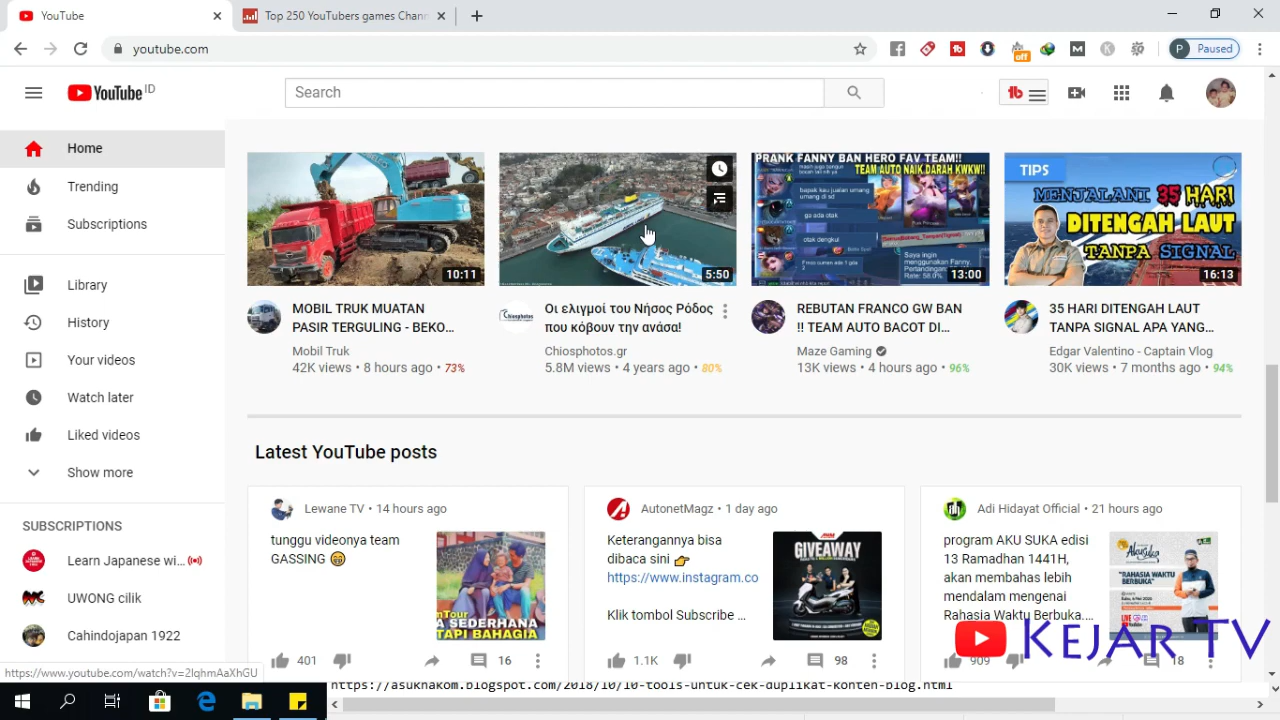 YouTube
Top 250 YouTubers games Chann
youtube.com
off
P Paused
YouTube ID
Search
Home
Trending
Subscriptions
Library
History
Your videos
Watch later
Liked videos
Show more
SUBSCRIPTIONS
Learn Japanese wi...
UWONG cilik
Cahindojapan 1922
10:11
MOBIL TRUK MUATAN
PASIR TERGULING - BEKO...
Mobil Truk
42K views • 8 hours ago • 73%
5:50
Οι ελιγμοί του Νήσος Ρόδος
που κόβουν την ανάσα!
Chiosphotos.gr
5.8M views • 4 years ago • 80%
PRANK FANNY BAN HERO FAV TEAM!!
TEAM AUTO NAIK DARAH KWKW!!
13:00
REBUTAN FRANCO GW BAN
!! TEAM AUTO BACOT DI...
Maze Gaming
13K views • 4 hours ago • 96%
TIPS
MENJALANI 35 HARI
DITENGAH LAUT
TANPA SIGNAL
16:13
35 HARI DITENGAH LAUT
TANPA SIGNAL APA YANG...
Edgar Valentino - Captain Vlog
30K views • 7 months ago • 94%
Latest YouTube posts
Lewane TV • 14 hours ago
tunggu videonya team
GASSING 😁
A SEDERHANA
TAPI BAHAGIA
401
16
AutonetMagz • 1 day ago
Keterangannya bisa
dibaca sini 👉
https://www.instagram.co
Klik tombol Subscribe ...
GIVEAWAY
1.1K
98
Adi Hidayat Official • 21 hours ago
program AKU SUKA edisi
13 Ramadhan 1441H,
akan membahas lebih
mendalam mengenai
Rahasia Waktu Berbuka....
"RAHASIA WAKTU
BERBUKA"
909
18
KEJAR TV
https://www.youtube.com/watch?v=2IqhmAaXhGU
https://asuknakom.blogspot.com/2018/10/10-tools-untuk-cek-duplikat-konten-blog.html